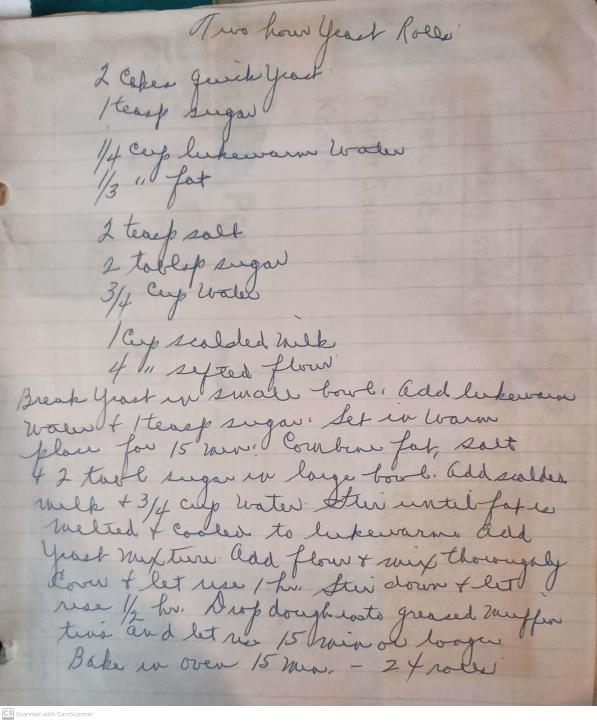 Two hour Yeast Rolls
2 Cakes quick Yeast
1 teasp sugar
1/4 Cup lukewarm Water
1/3 " fat
2 teasp salt
2 tablsp sugar
3/4 Cup Water
1 Cup scalded milk
4 " syfted flour
Break Yeast in small bowl. Add lukewarm
Water & 1 teasp sugar. Set in warm
place for 15 min. Combine fat, salt
& 2 tabl sugar in large bowl. Add scalded
milk & 3/4 cup Water. Stir until fat is
melted & cooled to lukewarm. Add
Yeast mixture. Add flour & mix thoroughly
Cover & let rise 1 hr. Stir down & let
rise 1/2 hr. Drop dough into greased muffin
tins and let rise 15 min or longer
Bake in oven 15 min. - 24 rolls
CS Scanned with CamScanner